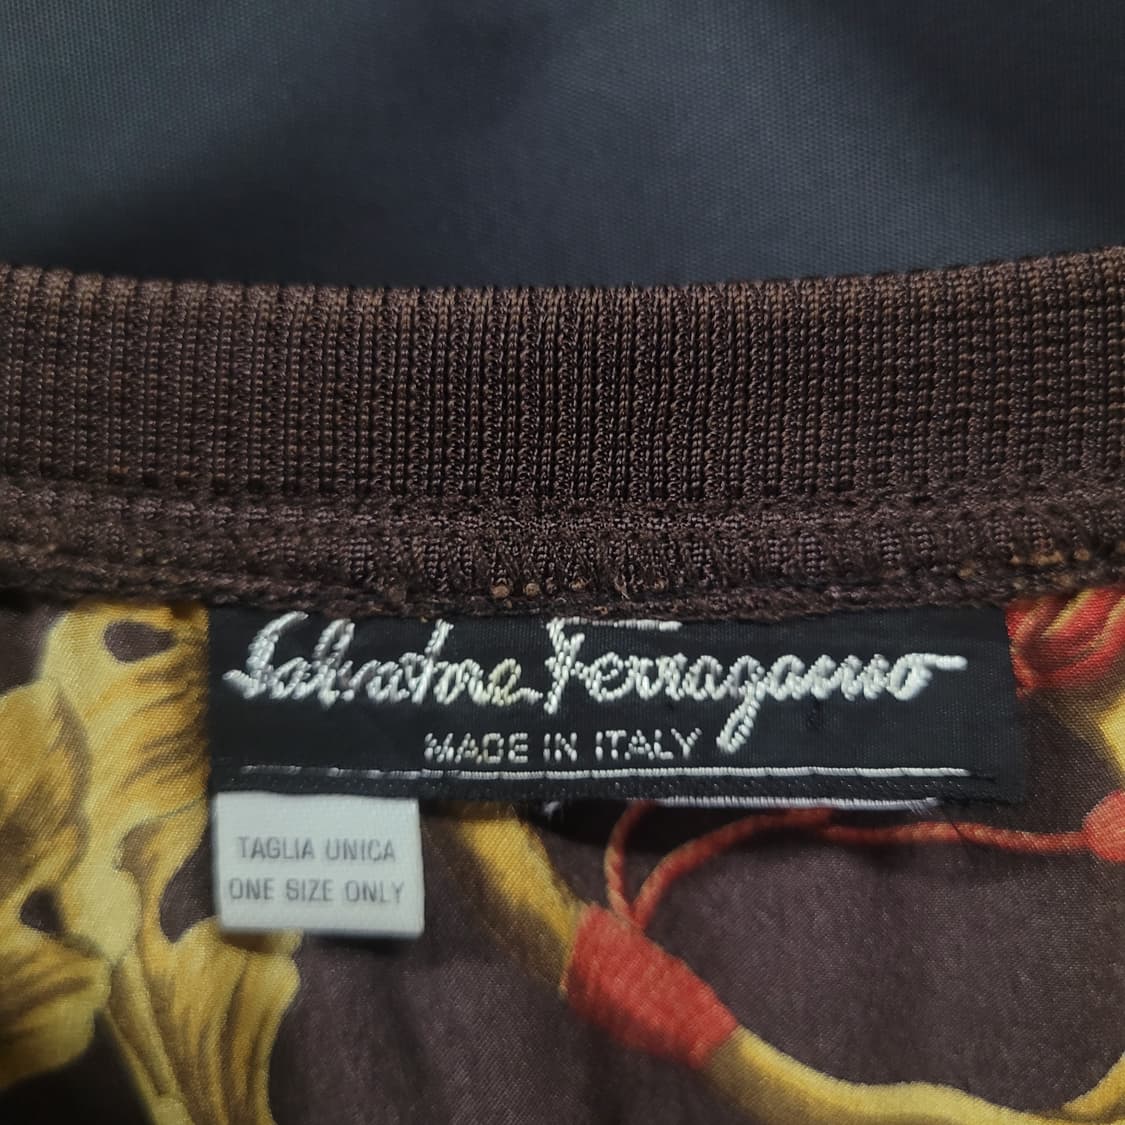 Salvatore Ferragamo
MADE IN ITALY
TAGLIA UNICA
ONE SIZE ONLY